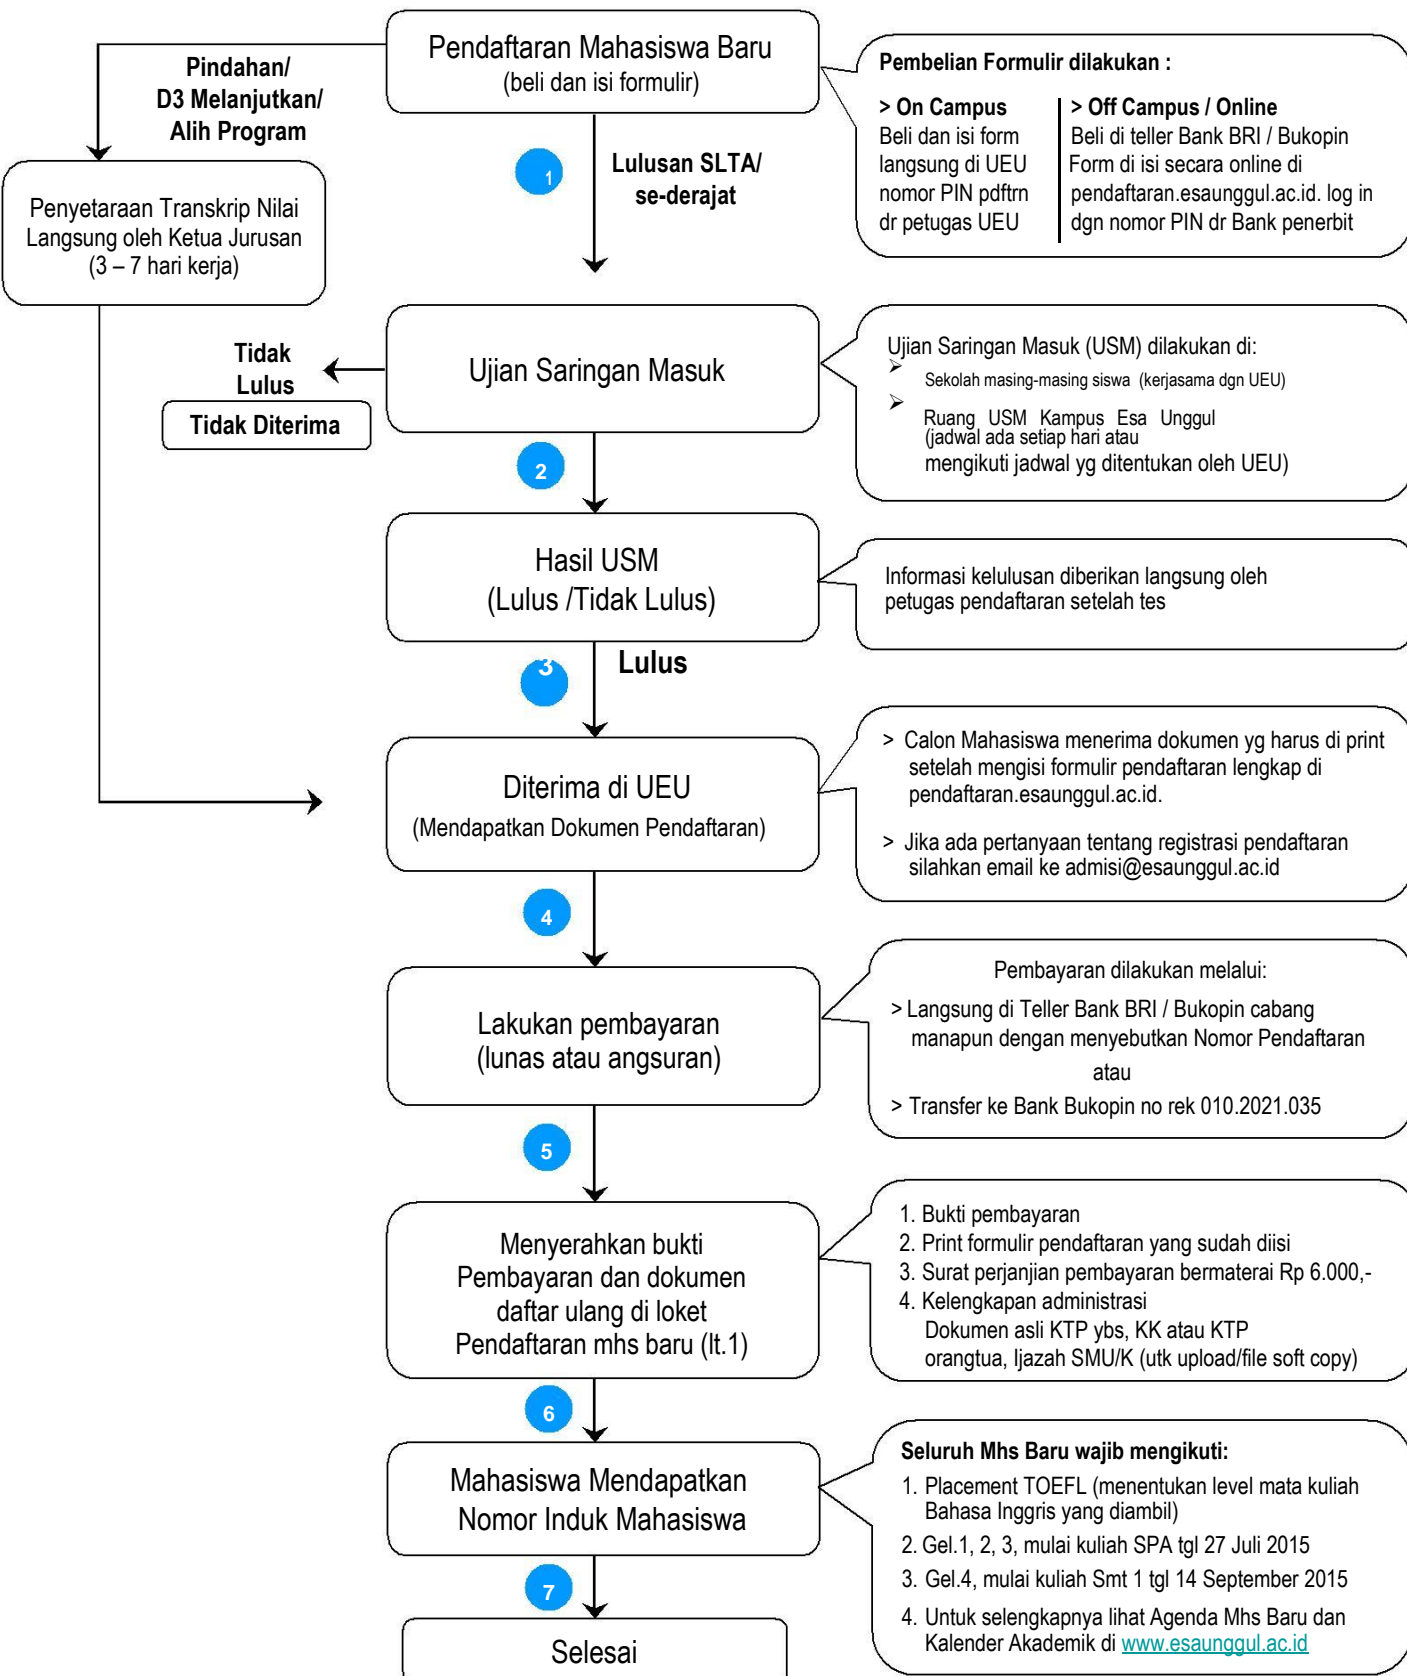 Pendaftaran Mahasiswa Baru
(beli dan isi formulir)
Pindahan/
D3 Melanjutkan/
Alih Program
Pembelian Formulir dilakukan :
> On Campus
Beli dan isi form
langsung di UEU
nomor PIN pdftrn
dr petugas UEU
> Off Campus / Online
Beli di teller Bank BRI / Bukopin
Form di isi secara online di
pendaftaran.esaunggul.ac.id. log in
dgn nomor PIN dr Bank penerbit
1
Lulusan SLTA/
se-derajat
Penyetaraan Transkrip Nilai
Langsung oleh Ketua Jurusan
(3 – 7 hari kerja)
Tidak
Lulus
Tidak Diterima
Ujian Saringan Masuk
Ujian Saringan Masuk (USM) dilakukan di:
➢ Sekolah masing-masing siswa (kerjasama dgn UEU)
➢ Ruang USM Kampus Esa Unggul
(jadwal ada setiap hari atau
mengikuti jadwal yg ditentukan oleh UEU)
2
Hasil USM
(Lulus /Tidak Lulus)
Informasi kelulusan diberikan langsung oleh
petugas pendaftaran setelah tes
3
Lulus
Diterima di UEU
(Mendapatkan Dokumen Pendaftaran)
> Calon Mahasiswa menerima dokumen yg harus di print
setelah mengisi formulir pendaftaran lengkap di
pendaftaran.esaunggul.ac.id.
> Jika ada pertanyaan tentang registrasi pendaftaran
silahkan email ke admisi@esaunggul.ac.id
4
Lakukan pembayaran
(lunas atau angsuran)
Pembayaran dilakukan melalui:
> Langsung di Teller Bank BRI / Bukopin cabang
manapun dengan menyebutkan Nomor Pendaftaran
atau
> Transfer ke Bank Bukopin no rek 010.2021.035
5
Menyerahkan bukti
Pembayaran dan dokumen
daftar ulang di loket
Pendaftaran mhs baru (lt.1)
1. Bukti pembayaran
2. Print formulir pendaftaran yang sudah diisi
3. Surat perjanjian pembayaran bermaterai Rp 6.000,-
4. Kelengkapan administrasi
Dokumen asli KTP ybs, KK atau KTP
orangtua, Ijazah SMU/K (utk upload/file soft copy)
6
Mahasiswa Mendapatkan
Nomor Induk Mahasiswa
Seluruh Mhs Baru wajib mengikuti:
1. Placement TOEFL (menentukan level mata kuliah
Bahasa Inggris yang diambil)
2. Gel.1, 2, 3, mulai kuliah SPA tgl 27 Juli 2015
3. Gel.4, mulai kuliah Smt 1 tgl 14 September 2015
4. Untuk selengkapnya lihat Agenda Mhs Baru dan
Kalender Akademik di www.esaunggul.ac.id
7
Selesai